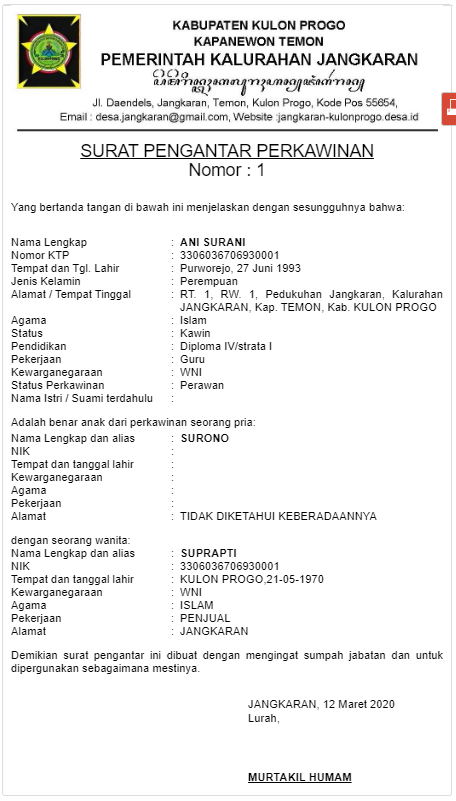 KABUPATEN KULON PROGO
KAPANEWON TEMON
PEMERINTAH KALURAHAN JANGKARAN
Jl. Daendels, Jangkaran, Temon, Kulon Progo, Kode Pos 55654,
Email : desa.jangkaran@gmail.com, Website :jangkaran-kulonprogo.desa.id
SURAT PENGANTAR PERKAWINAN
Nomor : 1
Yang bertanda tangan di bawah ini menjelaskan dengan sesungguhnya bahwa:
Nama Lengkap : ANI SURANI
Nomor KTP : 3306036706930001
Tempat dan Tgl. Lahir : Purworejo, 27 Juni 1993
Jenis Kelamin : Perempuan
Alamat / Tempat Tinggal : RT. 1, RW. 1, Pedukuhan Jangkaran, Kalurahan
JANGKARAN, Kap. TEMON, Kab. KULON PROGO
Agama : Islam
Status : Kawin
Pendidikan : Diploma IV/strata I
Pekerjaan : Guru
Kewarganegaraan : WNI
Status Perkawinan : Perawan
Nama Istri / Suami terdahulu :
Adalah benar anak dari perkawinan seorang pria:
Nama Lengkap dan alias : SURONO
NIK :
Tempat dan tanggal lahir :
Kewarganegaraan :
Agama :
Pekerjaan :
Alamat : TIDAK DIKETAHUI KEBERADAANNYA
dengan seorang wanita:
Nama Lengkap dan alias : SUPRAPTI
NIK : 3306036706930001
Tempat dan tanggal lahir : KULON PROGO,21-05-1970
Kewarganegaraan : WNI
Agama : ISLAM
Pekerjaan : PENJUAL
Alamat : JANGKARAN
Demikian surat pengantar ini dibuat dengan mengingat sumpah jabatan dan untuk
dipergunakan sebagaimana mestinya.
JANGKARAN, 12 Maret 2020
Lurah,
MURTAKIL HUMAM